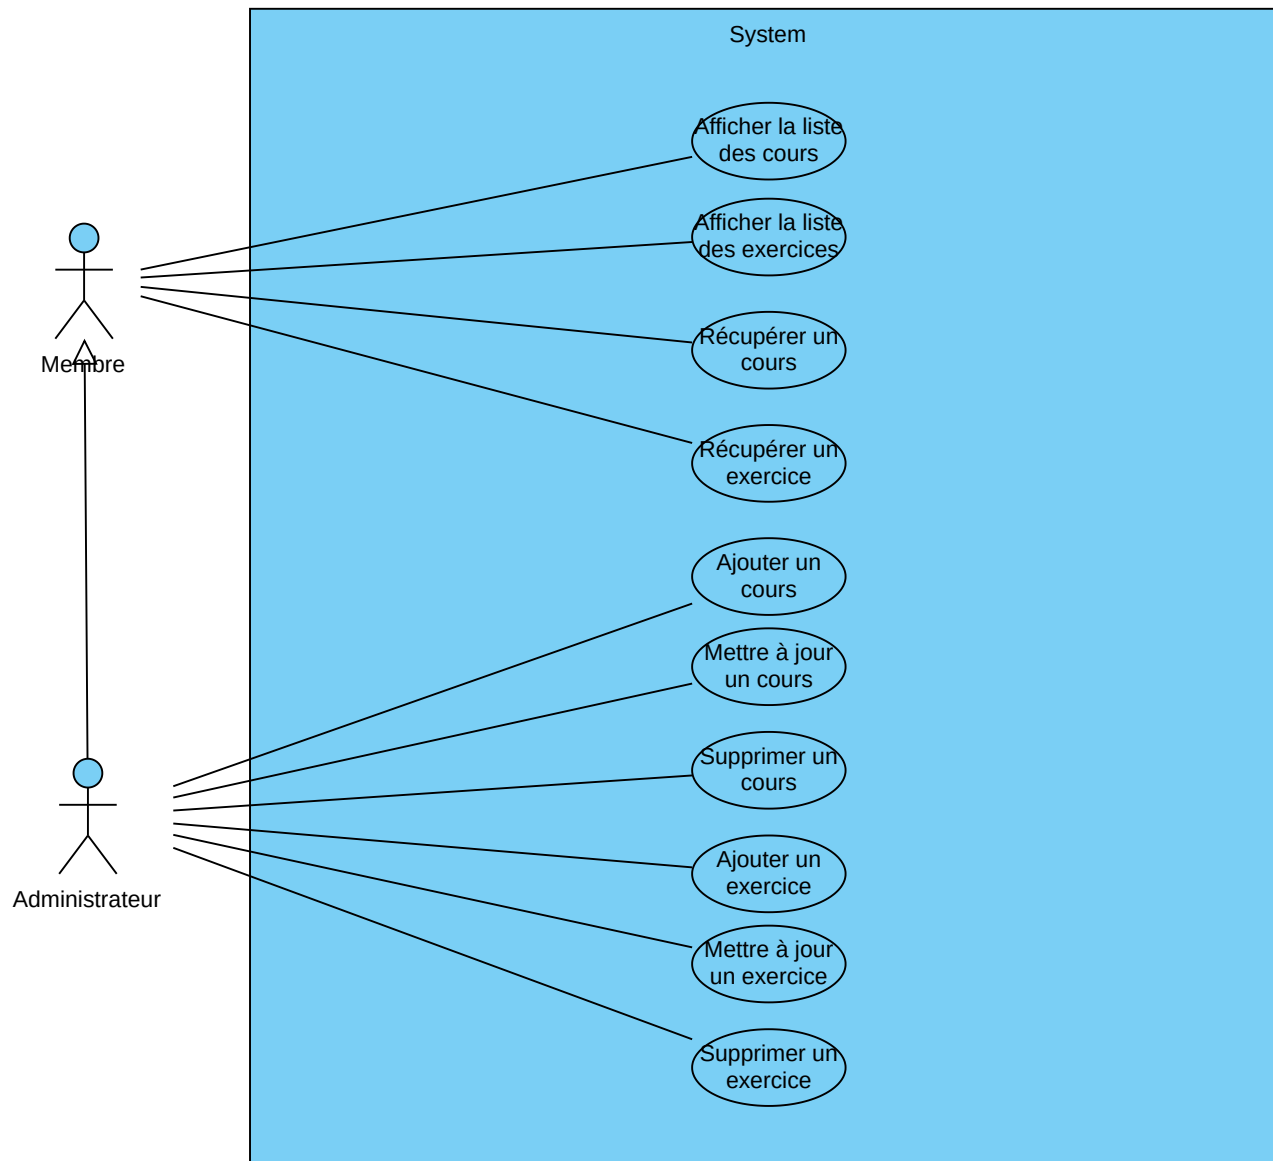 System
Afficher la liste
des cours
Afficher la liste
des exercices
Récupérer un
cours
Membre
Récupérer un
exercice
Ajouter un
cours
Mettre à jour
un cours
Supprimer un
cours
Ajouter un
exercice
Administrateur
Mettre à jour
un exercice
Supprimer un
exercice